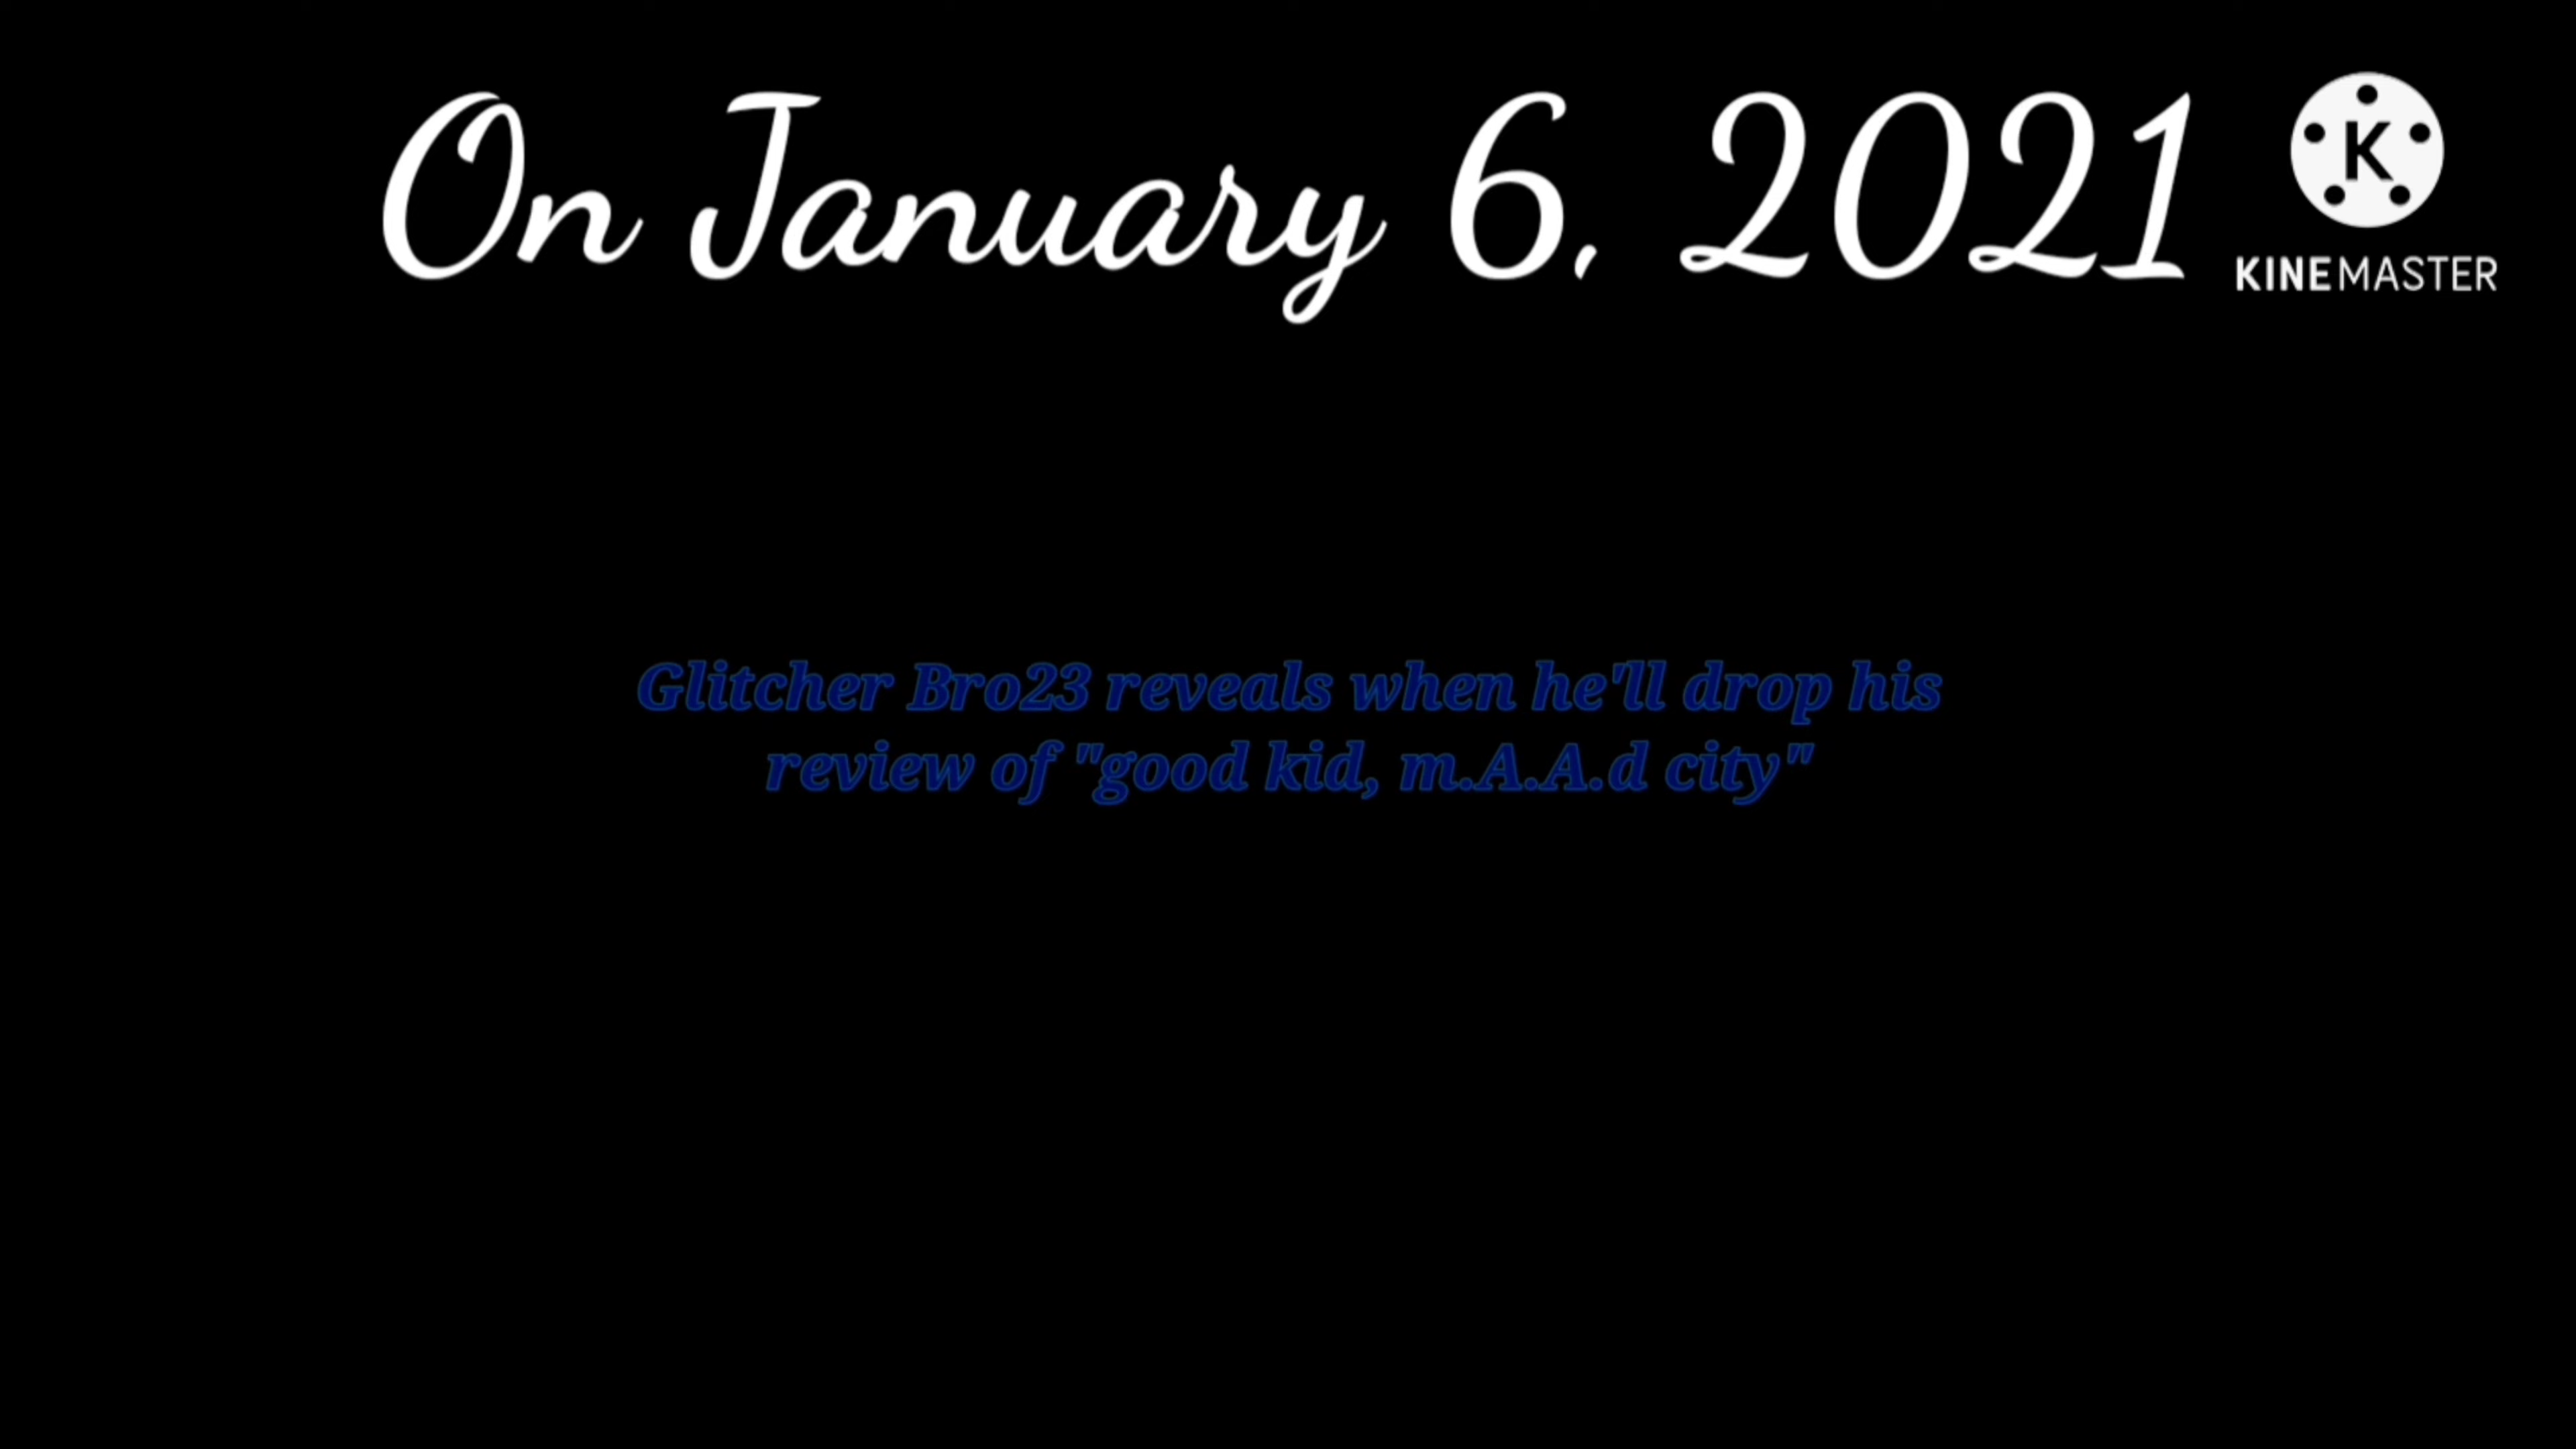 On January 6, 2021
K
KINEMASTER
Glitcher Bro23 reveals when he'll drop his
review of "good kid, m.A.A.d city"